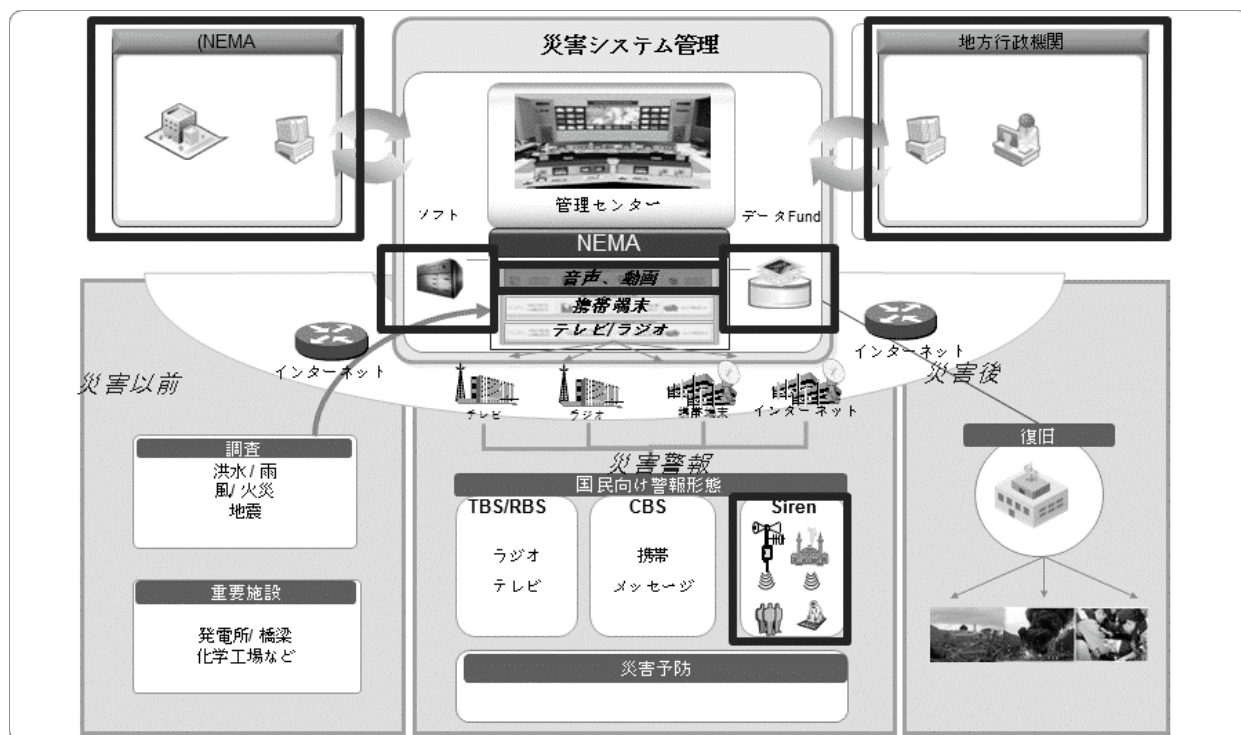 (NEMA
災害システム管理
地方行政機関
管理センター
ソフト
データFund
NEMA
音声、動画
携帯端末
テレビ/ラジオ
インターネット
インターネット
災害以前
災害後
テレビ
ラジオ
携帯端末
インターネット
調査
洪水/ 雨
風/ 火災
地震
災害警報
国民向け警報形態
TBS/RBS
ラジオ
テレビ
CBS
携帯
メッセージ
Siren
復旧
重要施設
発電所/ 橋梁
化学工場など
災害予防